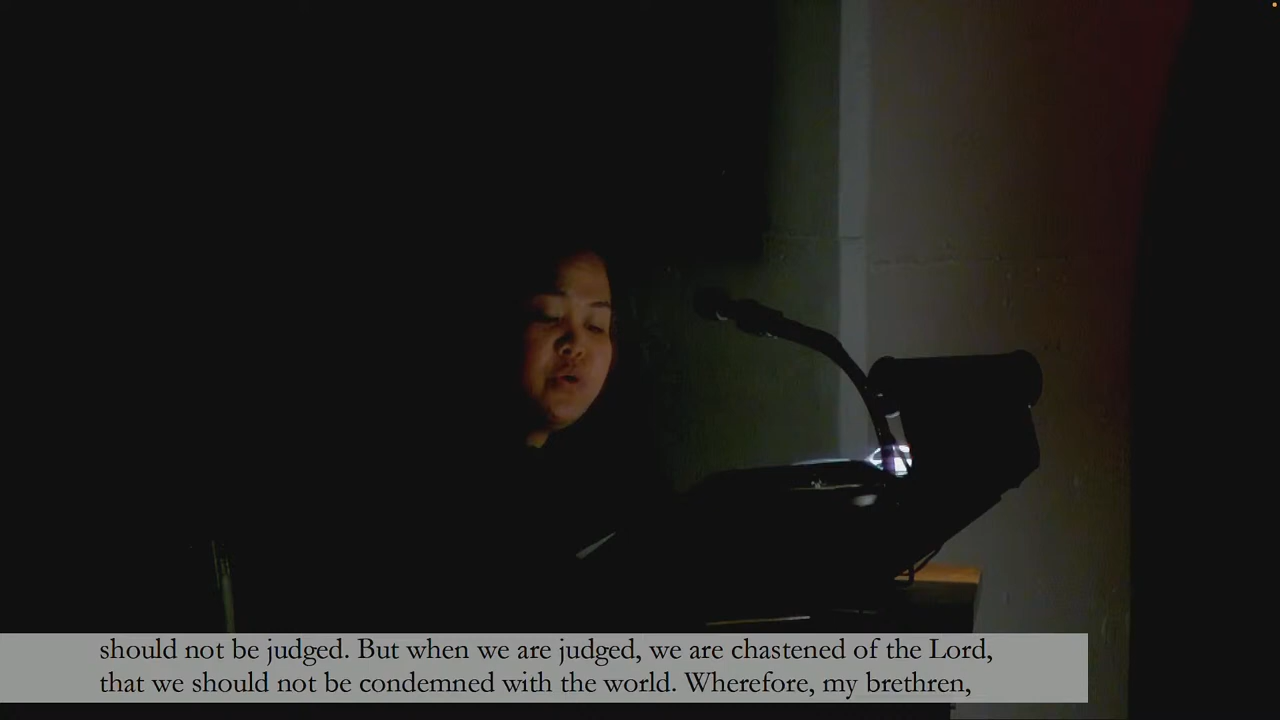 should not be judged. But when we are judged, we are chastened of the Lord,
that we should not be condemned with the world. Wherefore, my brethren,